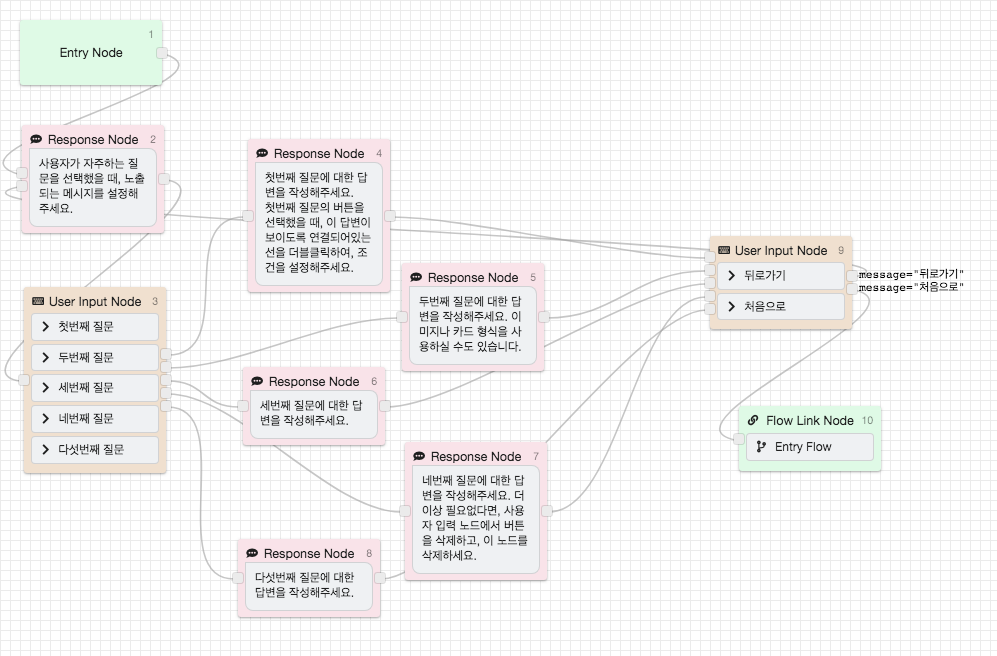 1
Entry Node
Response Node 2
사용자가 자주하는 질
문을 선택했을 때, 노출
되는 메시지를 설정해
주세요.
User Input Node 3
첫번째 질문
두번째 질문
세번째 질문
네번째 질문
다섯번째 질문
Response Node 4
첫번째 질문에 대한 답
변을 작성해주세요.
첫번째 질문의 버튼을
선택했을 때, 이 답변이
보이도록 연결되어있는
선을 더블클릭하여, 조
건을 설정해주세요.
Response Node 5
두번째 질문에 대한 답
변을 작성해주세요. 이
미지나 카드 형식을 사
용하실 수도 있습니다.
Response Node 6
세번째 질문에 대한 답
변을 작성해주세요.
Response Node 7
네번째 질문에 대한 답
변을 작성해주세요. 더
이상 필요없다면, 사용
자 입력 노드에서 버튼
을 삭제하고, 이 노드를
삭제하세요.
Response Node 8
다섯번째 질문에 대한
답변을 작성해주세요.
User Input Node 9
뒤로가기
처음으로
message="뒤로가기"
message="처음으로"
Flow Link Node 10
Entry Flow